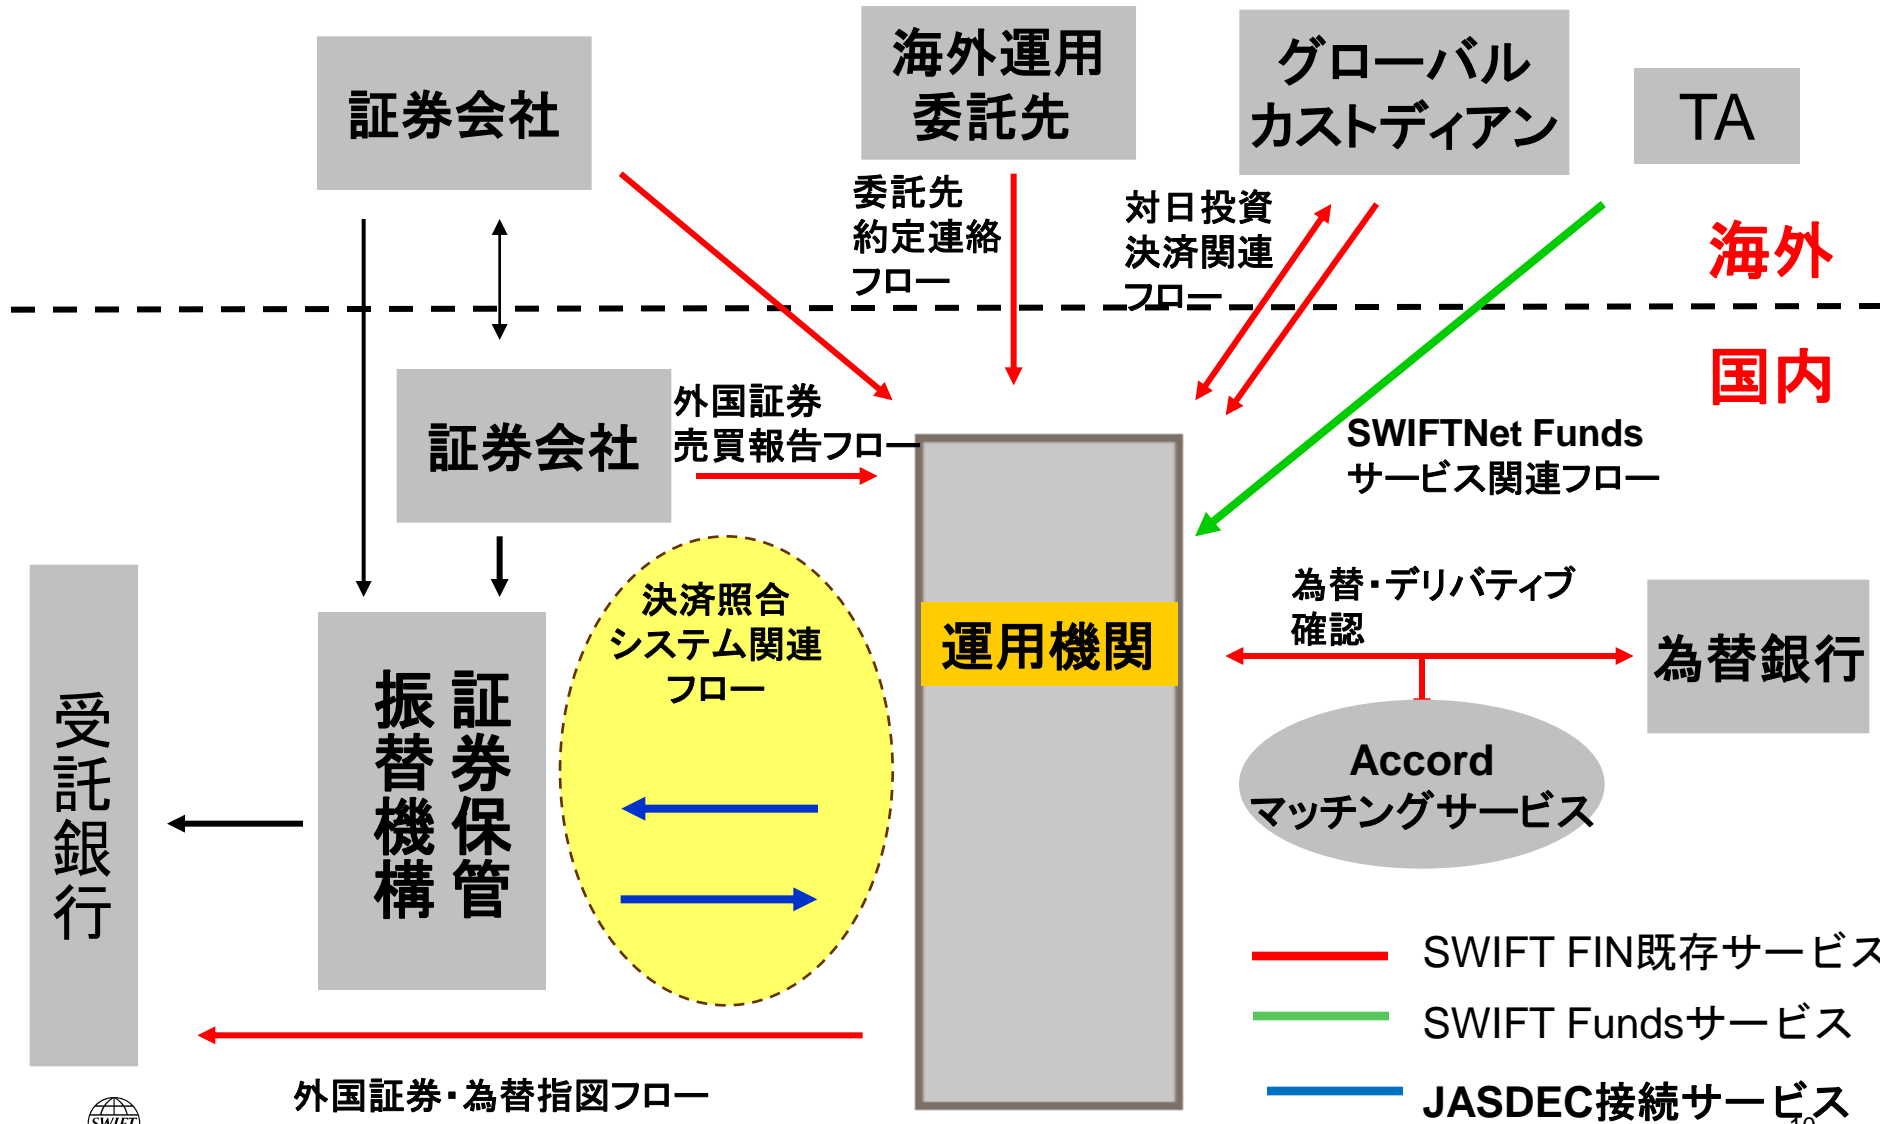 証券会社
海外運用
委託先
グローバル
カストディアン
TA
委託先
約定連絡
フロー
対日投資
決済関連
フロー
海外
国内
証券会社
外国証券
売買報告フロー
SWIFTNet Funds
サービス関連フロー
決済照合
システム関連
フロー
運用機関
為替・デリバティブ
確認
為替銀行
Accord
マッチングサービス
受託銀行
証券保管
振替機構
SWIFT FIN既存サービス
SWIFT Fundsサービス
JASDEC接続サービス
外国証券・為替指図フロー
SWIFT
10